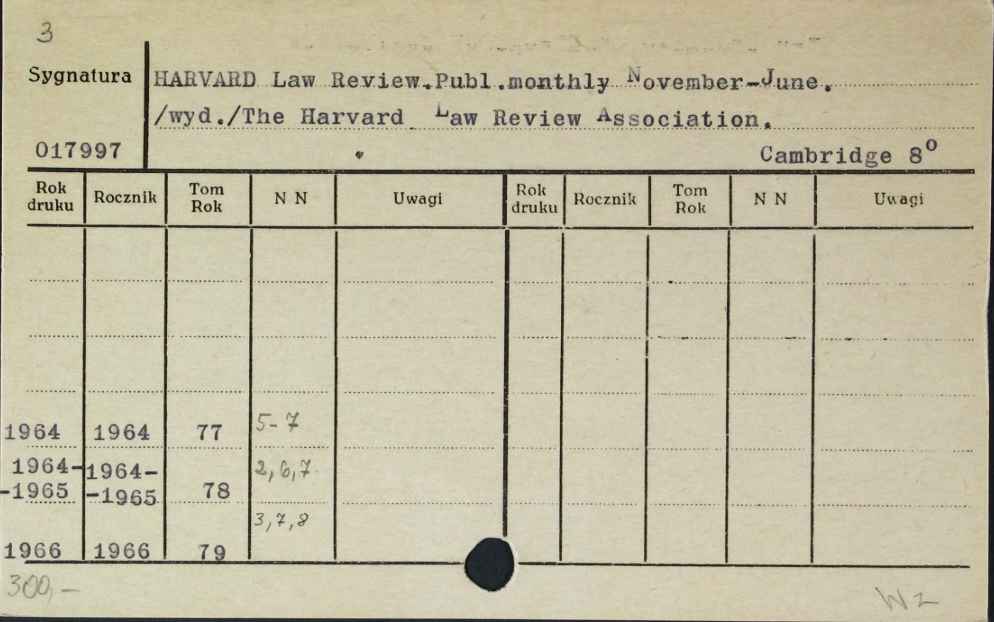 3
Sygnatura HARVARD Law Review.Publ.monthly November-June.
/wyd./The Harvard Law Review Association.
017997 Cambridge 8°
Rok druku Rocznik Tom Rok N N Uwagi Rok druku Rocznik Tom Rok N N Uwagi
1964 1964 77 5-7
1964-1965 1964-1965 78 2,6,7
1966 1966 79 3,7,8
300,-
Wz